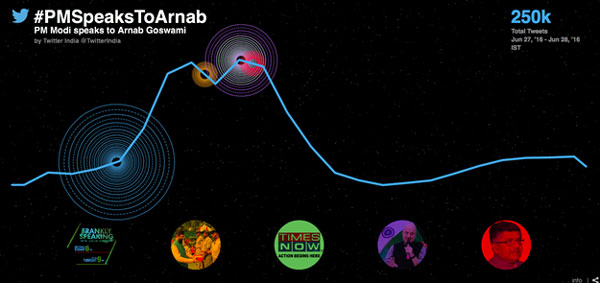 #PMSpeaksToArnab
PM Modi speaks to Arnab Goswami
by Twitter India @TwitterIndia
250k
Total Tweets
Jun 27, '16 - Jun 28, '16
IST
FRANKLY
SPEAKING
TIMES
NOW
ACTION BEGINS HERE
info